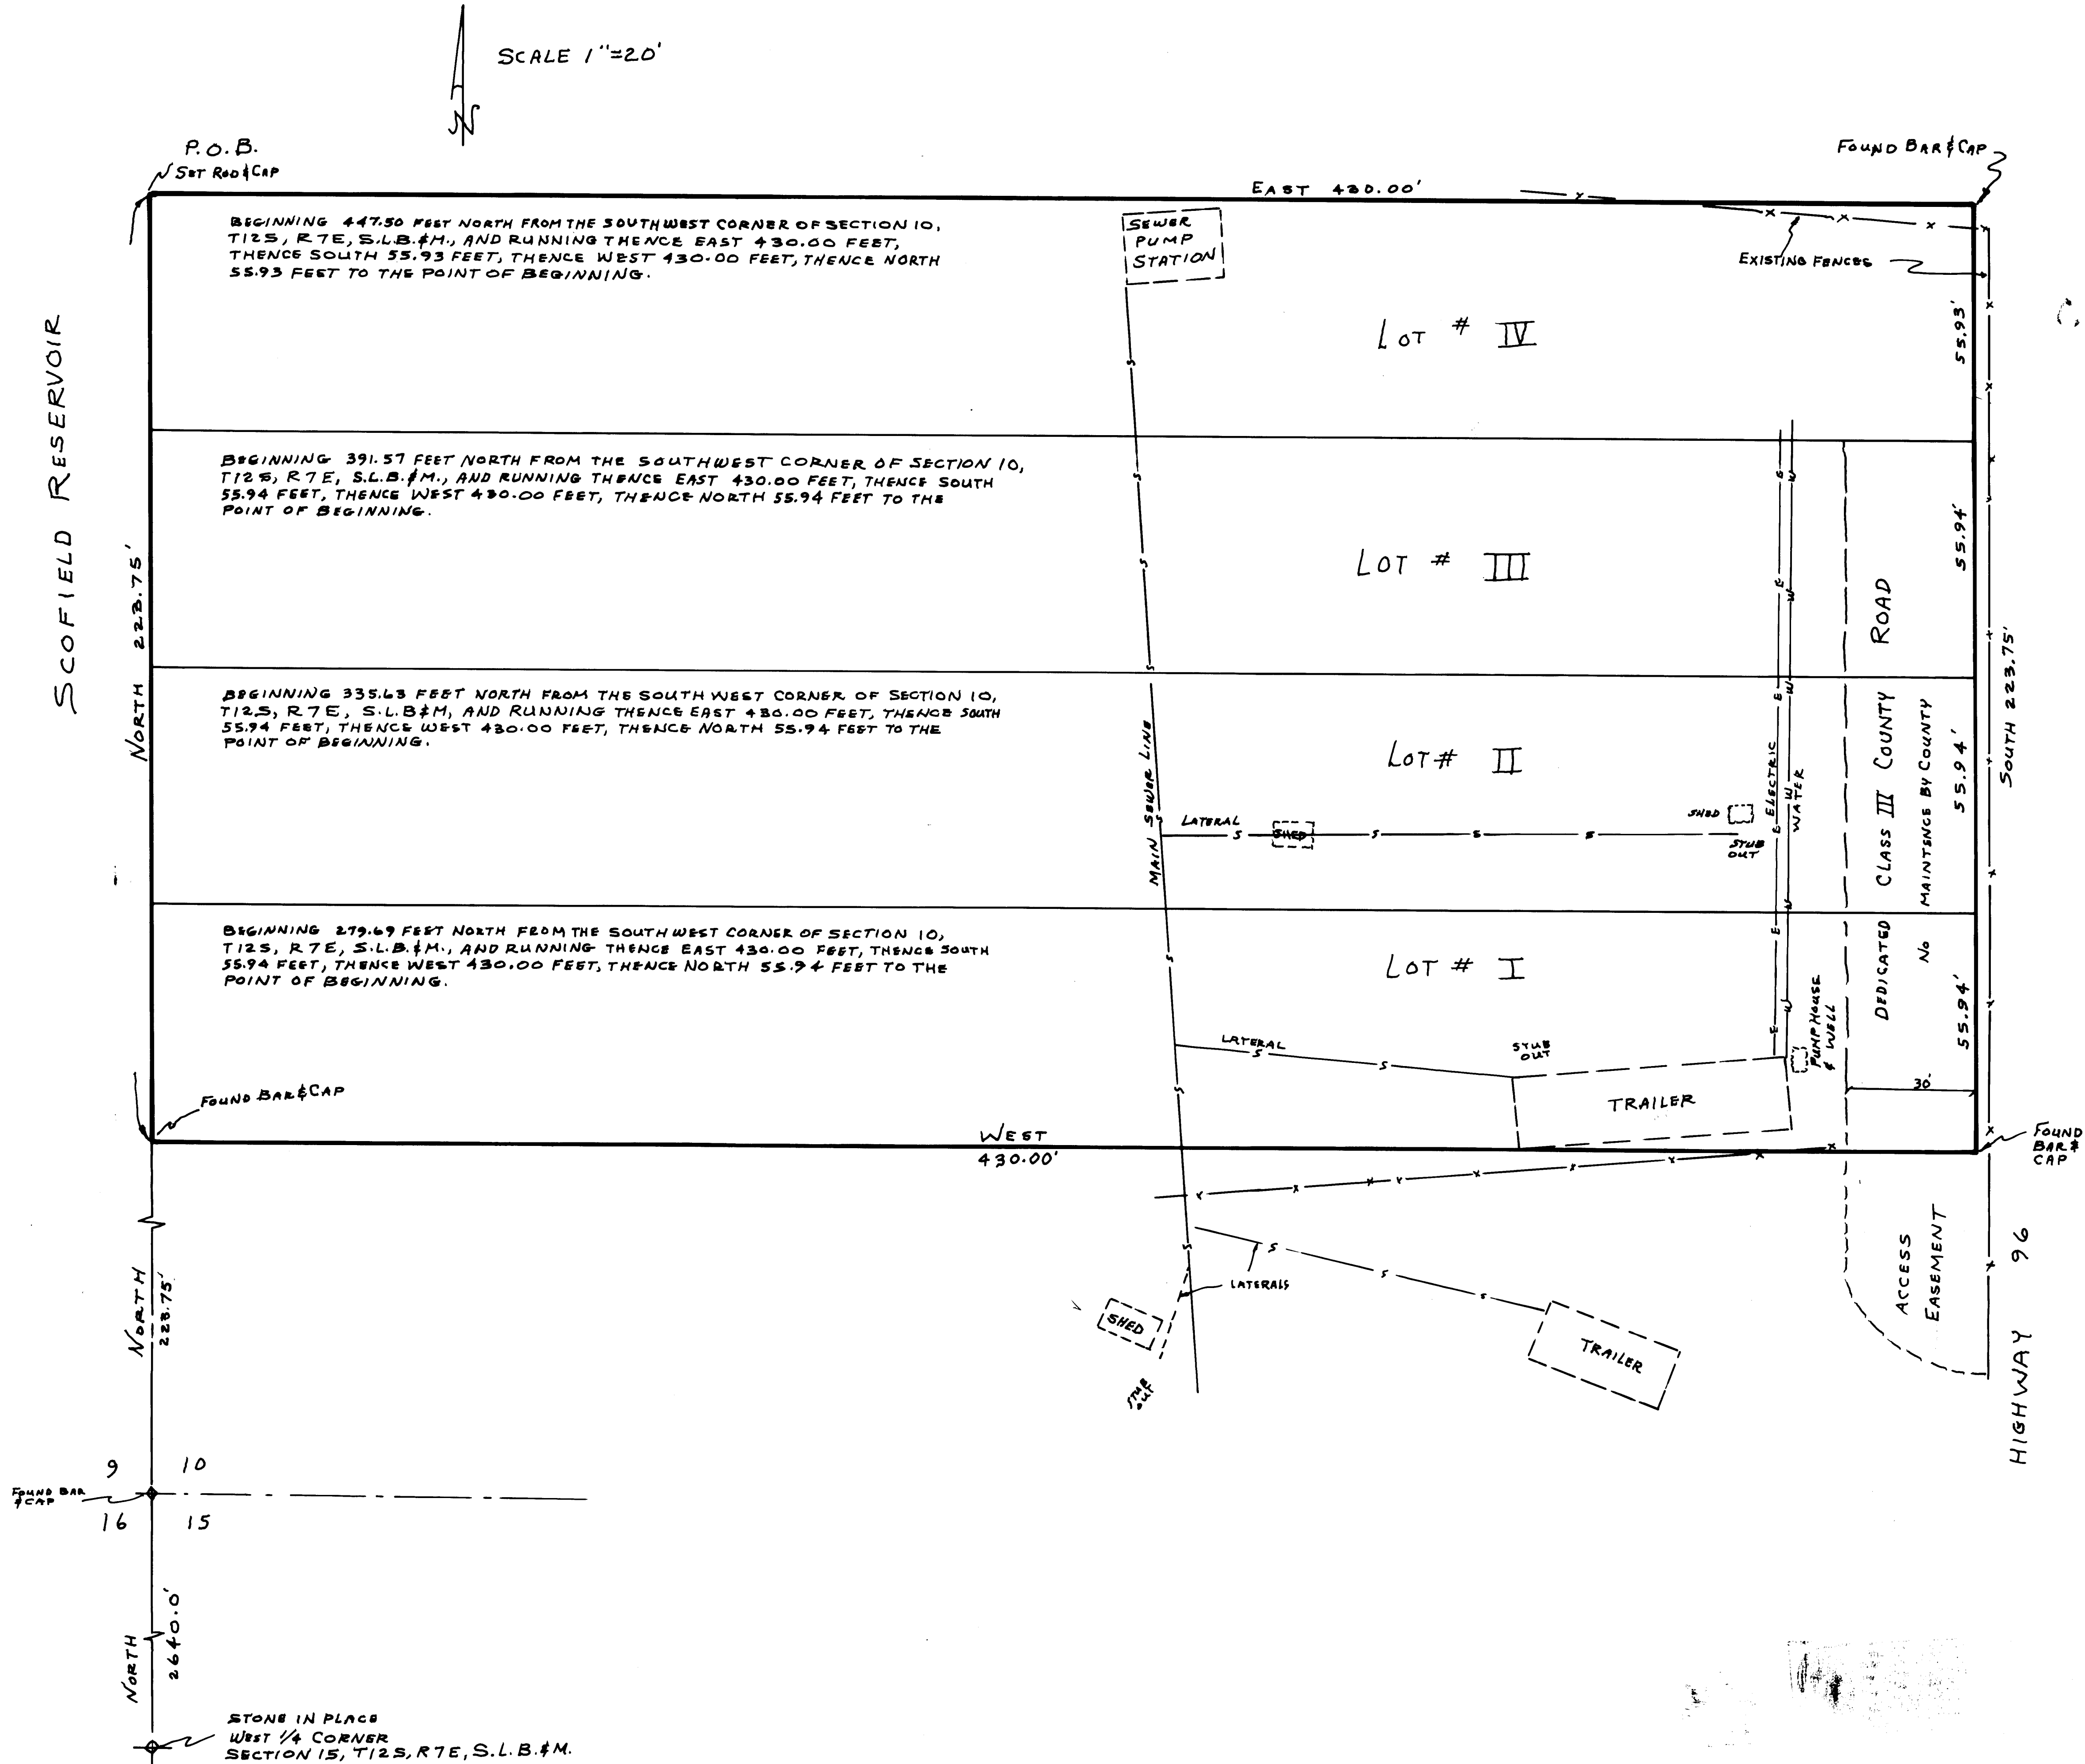 SCALE 1"=20'
N
P.O.B.
SET ROD & CAP
FOUND BAR & CAP
EAST 430.00'
BEGINNING 447.50 FEET NORTH FROM THE SOUTHWEST CORNER OF SECTION 10,
T12S, R7E, S.L.B.&M., AND RUNNING THENCE EAST 430.00 FEET,
THENCE SOUTH 55.93 FEET, THENCE WEST 430.00 FEET, THENCE NORTH
55.93 FEET TO THE POINT OF BEGINNING.
SEWER
PUMP
STATION
EXISTING FENCES
LOT # IV
55.93'
SCOFIELD RESERVOIR
BEGINNING 391.57 FEET NORTH FROM THE SOUTHWEST CORNER OF SECTION 10,
T12S, R7E, S.L.B.&M., AND RUNNING THENCE EAST 430.00 FEET, THENCE SOUTH
55.94 FEET, THENCE WEST 430.00 FEET, THENCE NORTH 55.94 FEET TO THE
POINT OF BEGINNING.
LOT # III
55.94'
NORTH 223.75'
SOUTH 223.75'
BEGINNING 335.63 FEET NORTH FROM THE SOUTH WEST CORNER OF SECTION 10,
T12S, R7E, S.L.B&M, AND RUNNING THENCE EAST 430.00 FEET, THENCE SOUTH
55.94 FEET, THENCE WEST 430.00 FEET, THENCE NORTH 55.94 FEET TO THE
POINT OF BEGINNING.
MAIN SEWER LINE
LOT # II
LATERAL
SHED
SHED
STUB
OUT
ELECTRIC
WATER
DEDICATED CLASS III COUNTY ROAD
No MAINTENCE BY COUNTY
55.94'
BEGINNING 279.69 FEET NORTH FROM THE SOUTHWEST CORNER OF SECTION 10,
T12S, R7E, S.L.B.&M., AND RUNNING THENCE EAST 430.00 FEET, THENCE SOUTH
55.94 FEET, THENCE WEST 430.00 FEET, THENCE NORTH 55.94 FEET TO THE
POINT OF BEGINNING.
LOT # I
55.94'
LATERAL
STUB
OUT
PUMPHOUSE
& WELL
TRAILER
30'
FOUND BAR & CAP
WEST
430.00'
FOUND
BAR &
CAP
NORTH
223.75'
LATERALS
SHED
STUB
OUT
TRAILER
ACCESS
EASEMENT
HIGHWAY 96
9 10
FOUND BAR
& CAP
16 15
NORTH
2640.0'
STONE IN PLACE
WEST 1/4 CORNER
SECTION 15, T12S, R7E, S.L.B.&M.